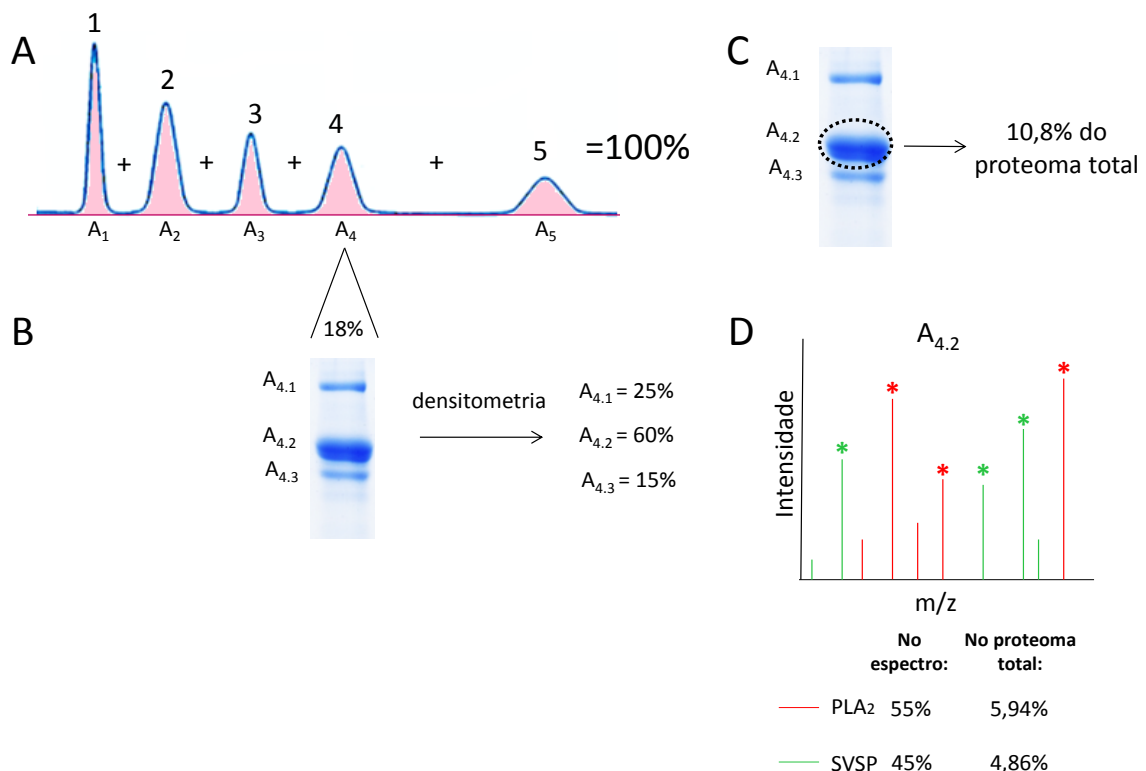 A
1
2
3
4
5
+
+
+
+
=100%
A1
A2
A3
A4
A5
B
18%
A4.1
A4.2
A4.3
densitometria
A4.1 = 25%
A4.2 = 60%
A4.3 = 15%
C
A4.1
A4.2
A4.3
10,8% do
proteoma total
D
A4.2
* * * * * *
Intensidade
m/z
No espectro:
No proteoma total:
PLA2 55% 5,94%
SVSP 45% 4,86%